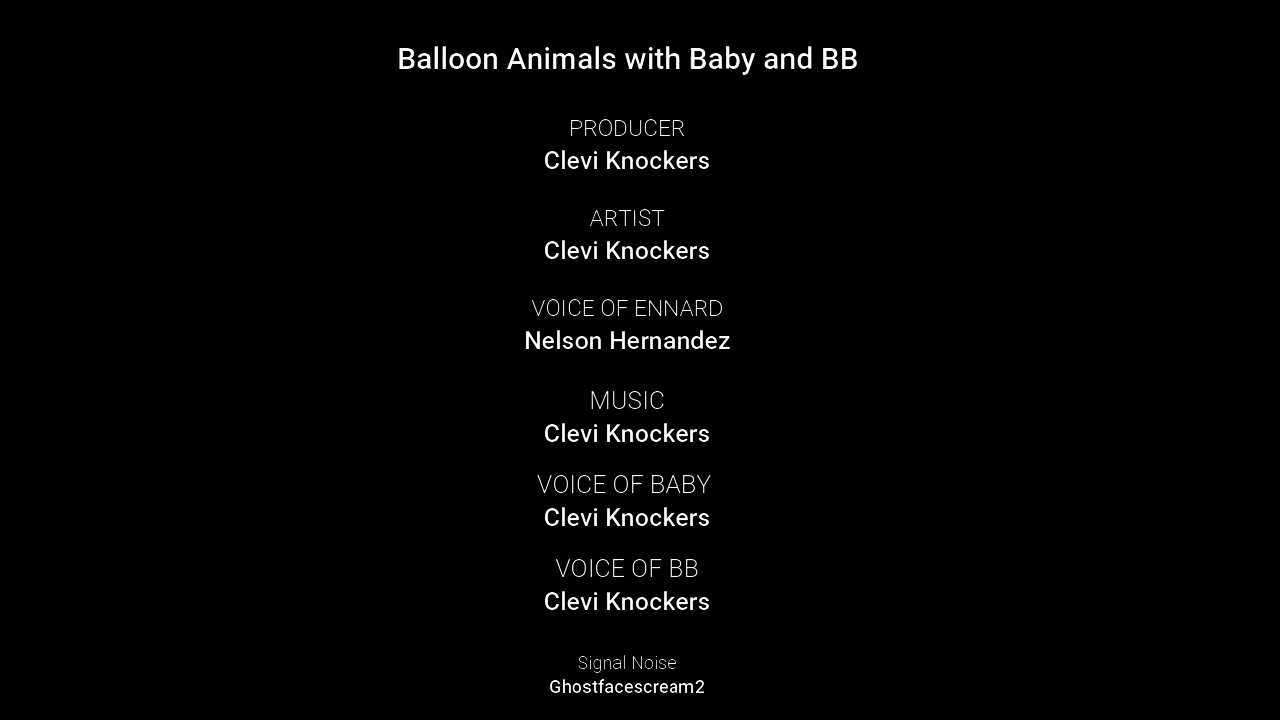 Balloon Animals with Baby and BB
PRODUCER
Clevi Knockers
ARTIST
Clevi Knockers
VOICE OF ENNARD
Nelson Hernandez
MUSIC
Clevi Knockers
VOICE OF BABY
Clevi Knockers
VOICE OF BB
Clevi Knockers
Signal Noise
Ghostfacescream2